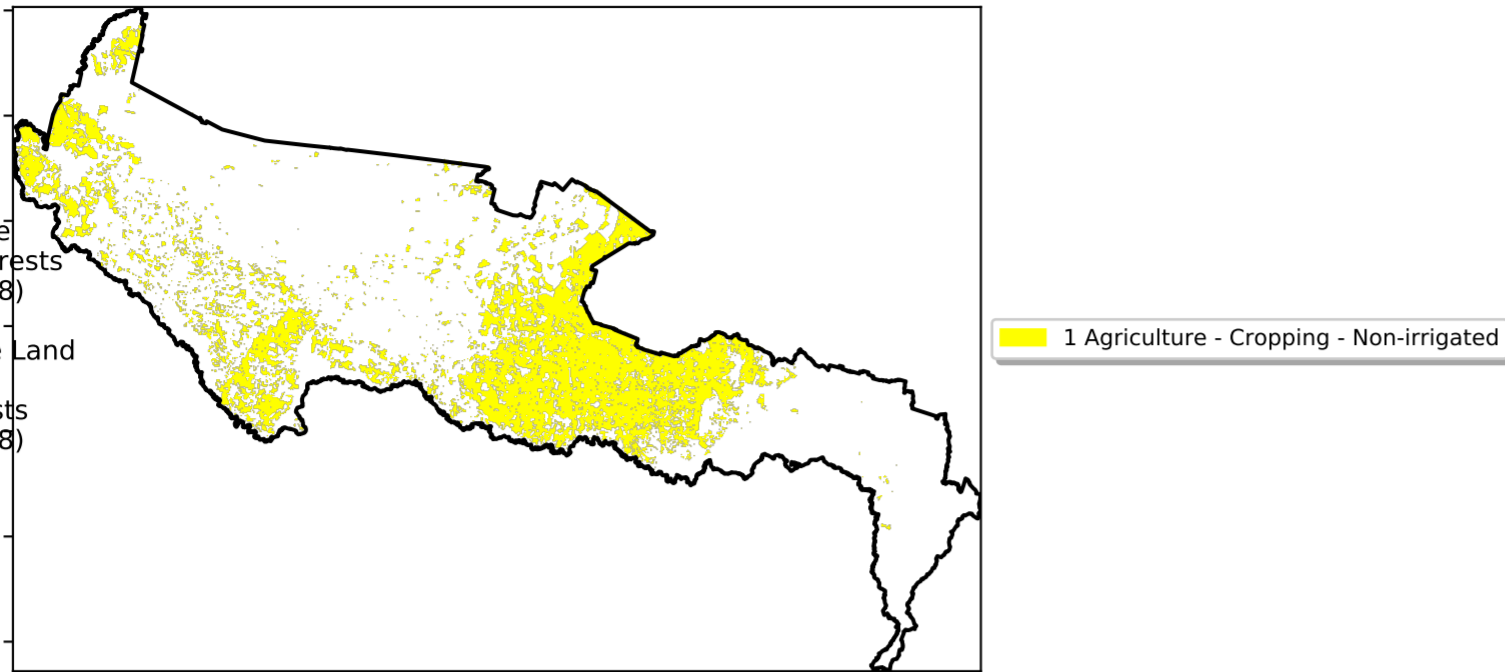 e
rests
8)
Land
sts
8)
1 Agriculture - Cropping - Non-irrigated